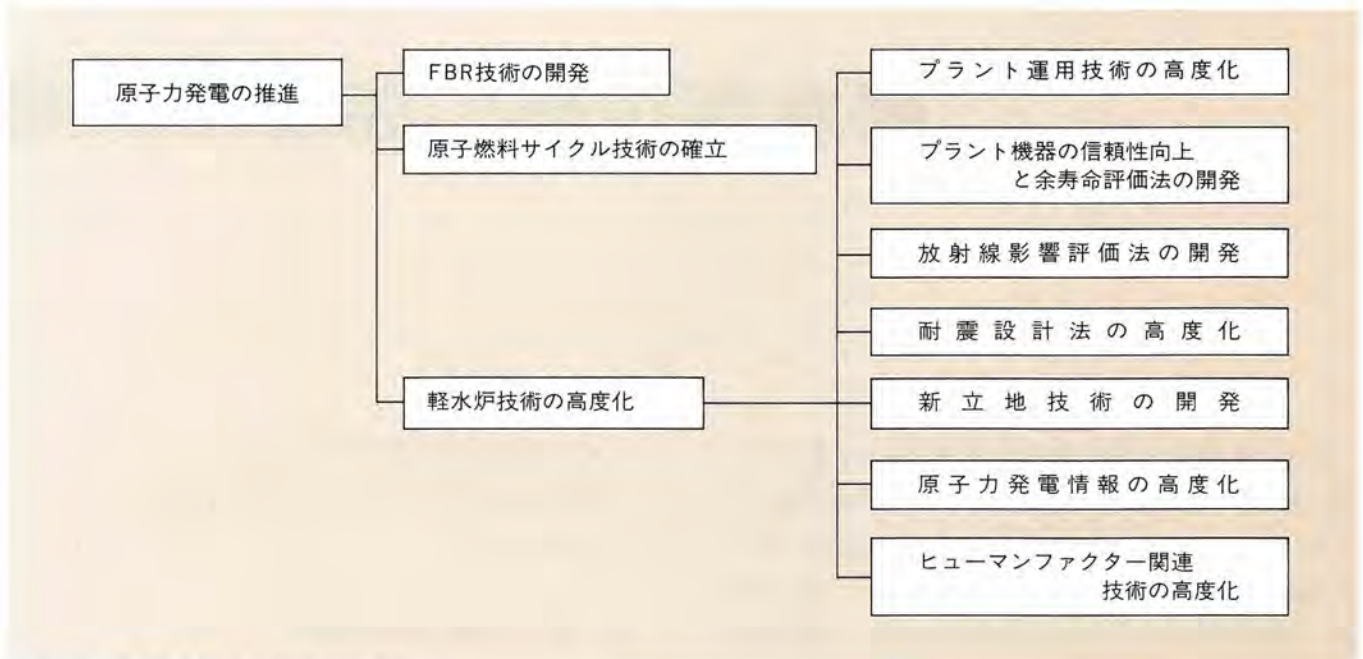 原子力発電の推進
FBR技術の開発
原子燃料サイクル技術の確立
軽水炉技術の高度化
プラント運用技術の高度化
プラント機器の信頼性向上
と余寿命評価法の開発
放射線影響評価法の開発
耐震設計法の高度化
新立地技術の開発
原子力発電情報の高度化
ヒューマンファクター関連
技術の高度化